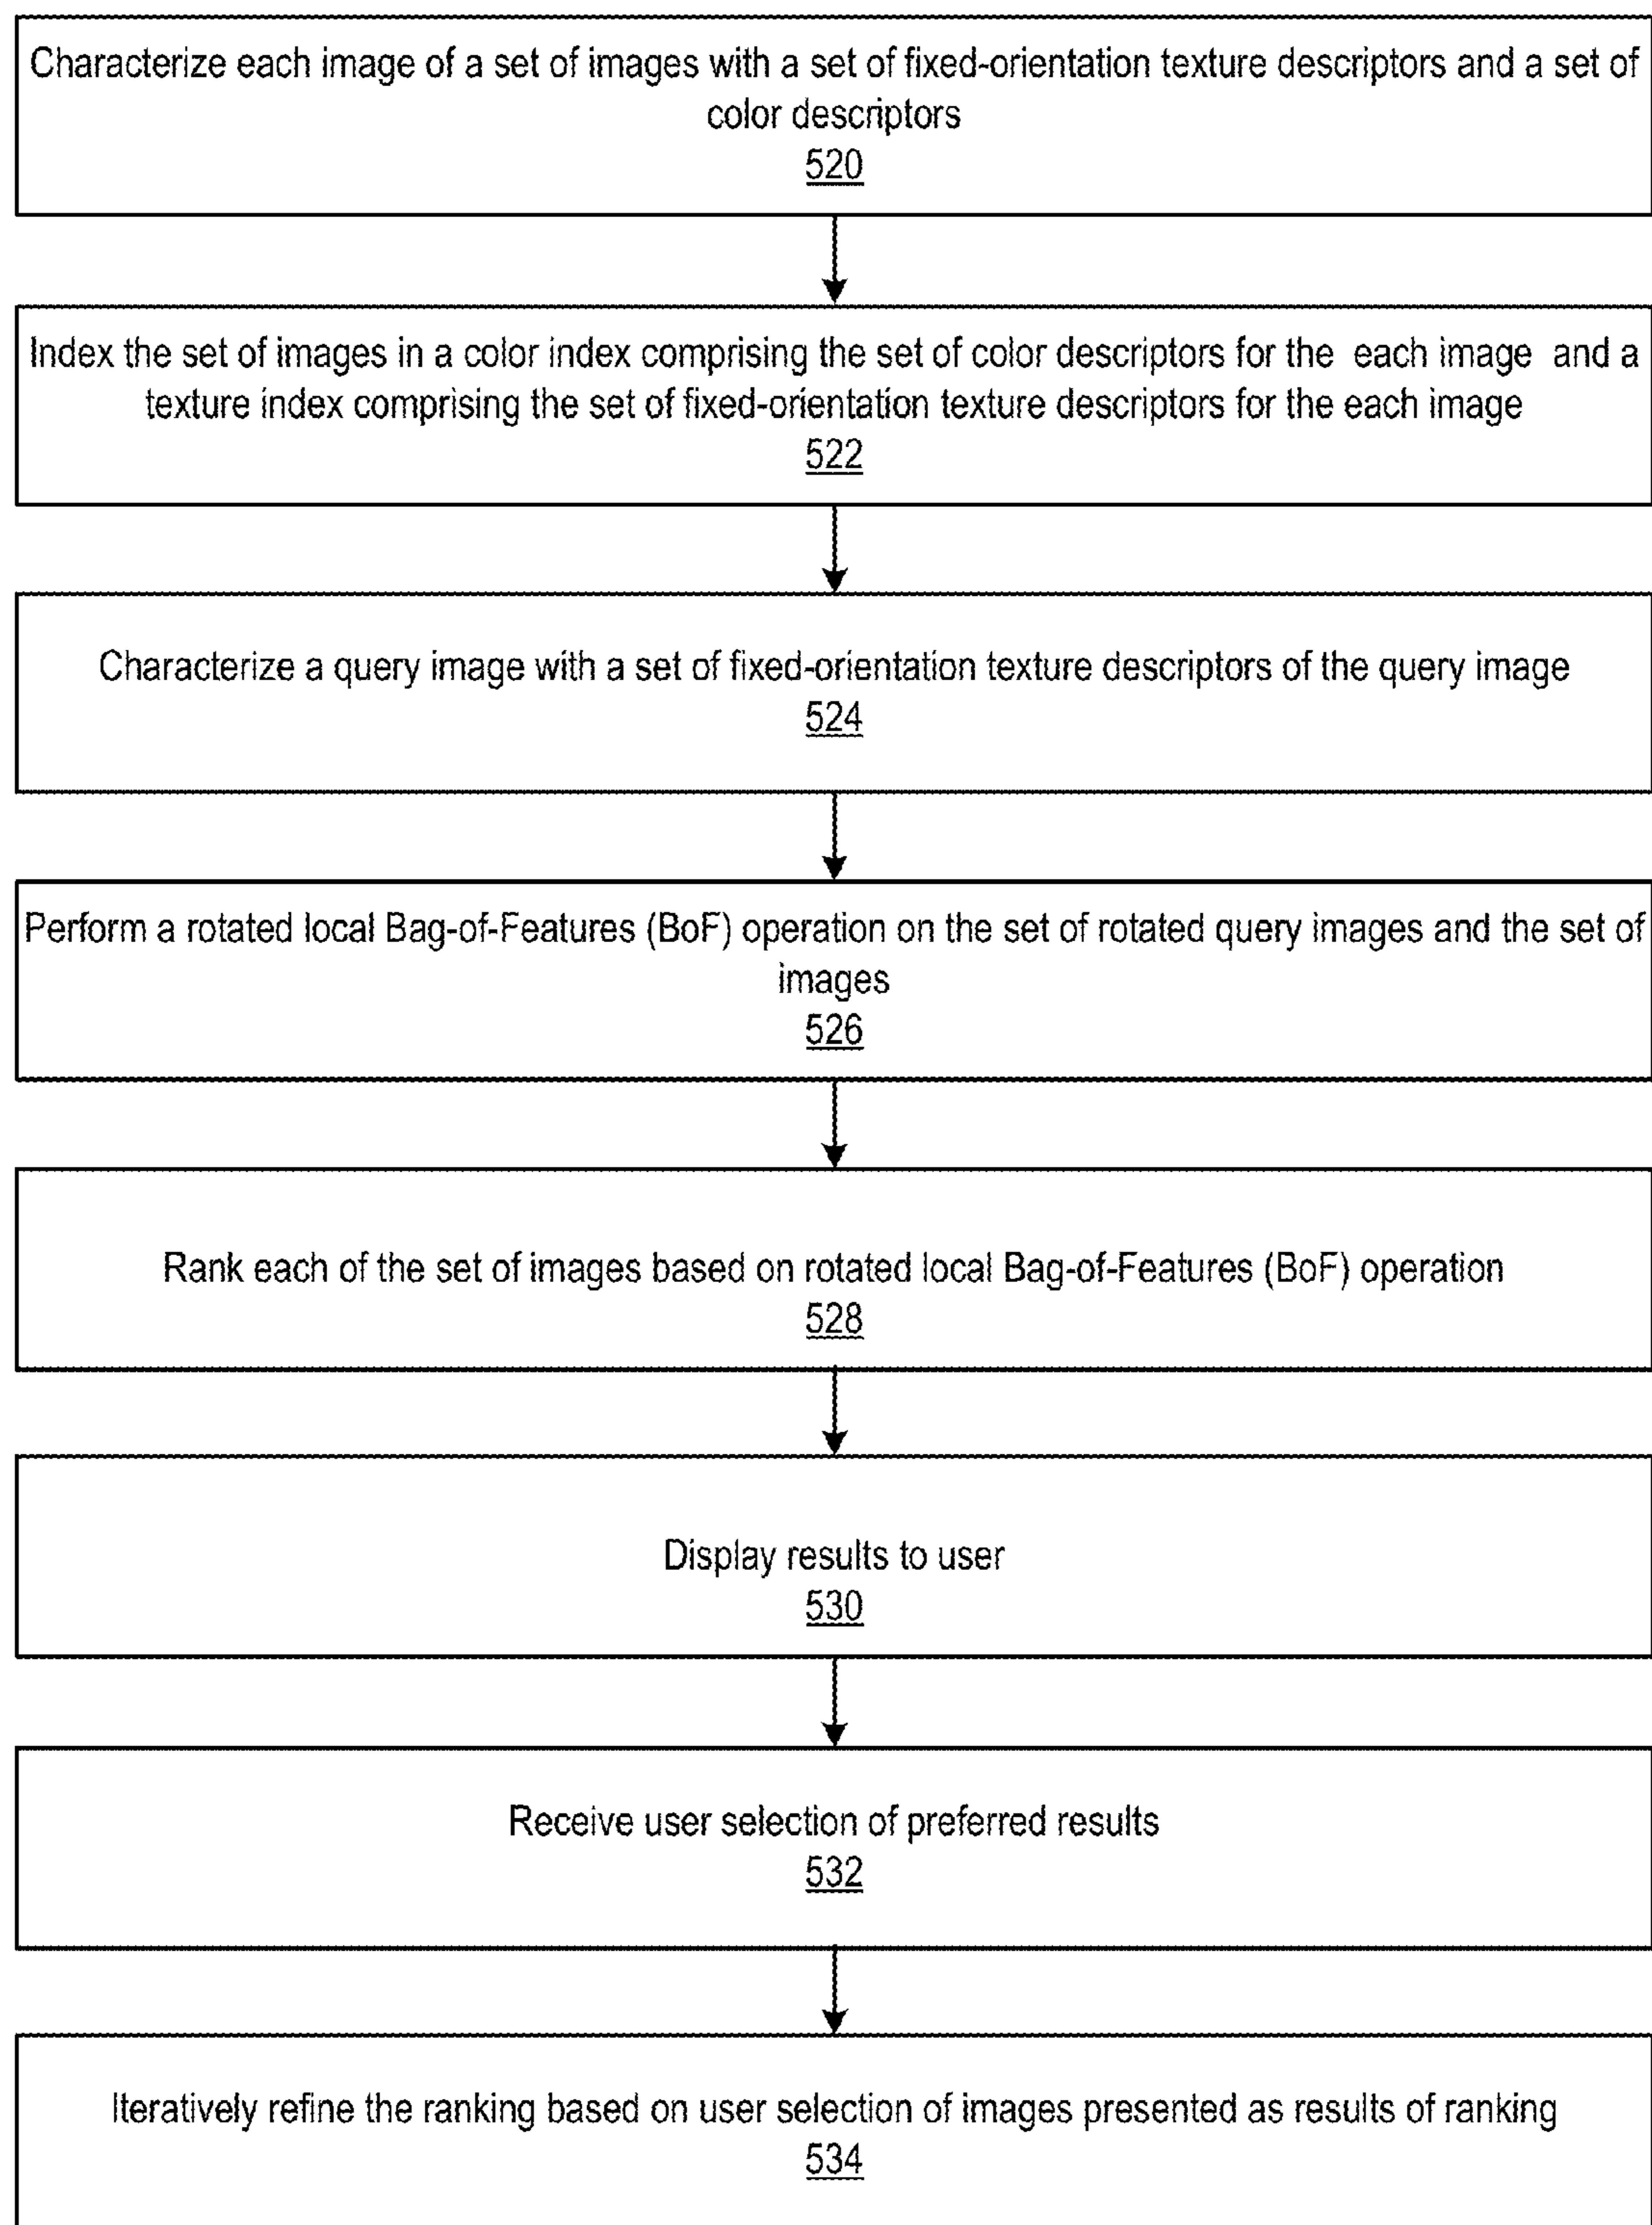 Characterize each image of a set of images with a set of fixed-orientation texture descriptors and a set of
color descriptors
520
Index the set of images in a color index comprising the set of color descriptors for the each image and a
texture index comprising the set of fixed-orientation texture descriptors for the each image
522
Characterize a query image with a set of fixed-orientation texture descriptors of the query image
524
Perform a rotated local Bag-of-Features (BoF) operation on the set of rotated query images and the set of
images
526
Rank each of the set of images based on rotated local Bag-of-Features (BoF) operation
528
Display results to user
530
Receive user selection of preferred results
532
Iteratively refine the ranking based on user selection of images presented as results of ranking
534